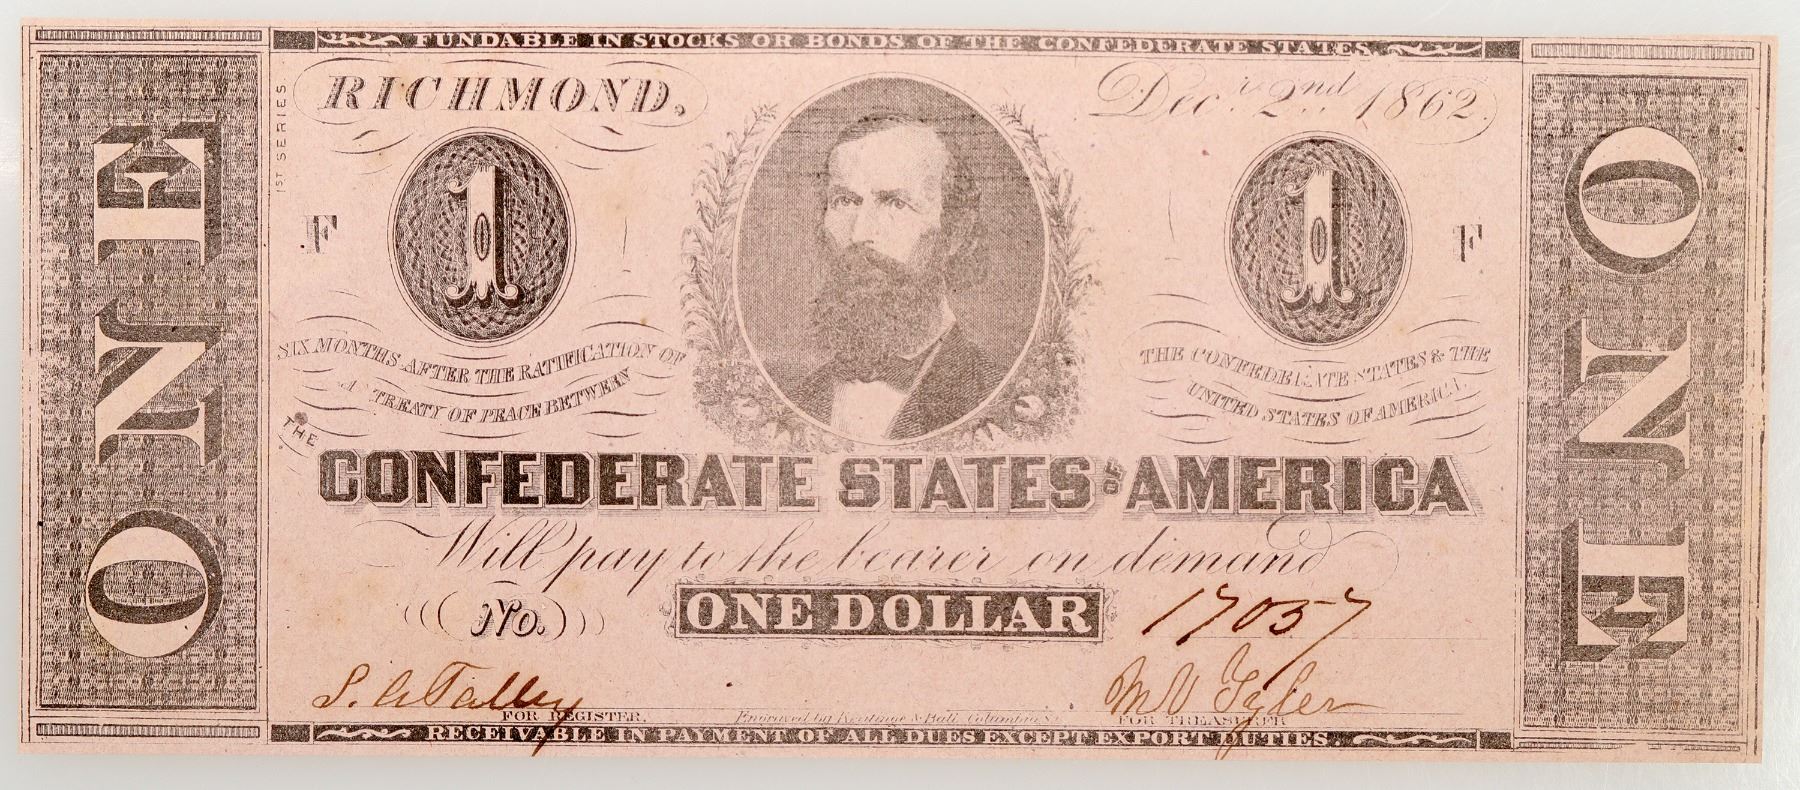 FUNDABLE IN STOCKS OR BONDS OF THE CONFEDERATE STATES.
RICHMOND,
Dec.r 2nd 1862.
1ST SERIES
ONE
ONE
1
1
F
F
SIX MONTHS AFTER THE RATIFICATION OF
A TREATY OF PEACE BETWEEN
THE CONFEDERATE STATES & THE
UNITED STATES OF AMERICA.
THE
CONFEDERATE STATES OF AMERICA
Will pay to the bearer on demand
No.
ONE DOLLAR
17057
S. A. Talley
M V Tyler
FOR REGISTER.
Engraved by Keatinge & Ball, Columbia S.C.
FOR TREASURER
RECEIVABLE IN PAYMENT OF ALL DUES EXCEPT EXPORT DUTIES.